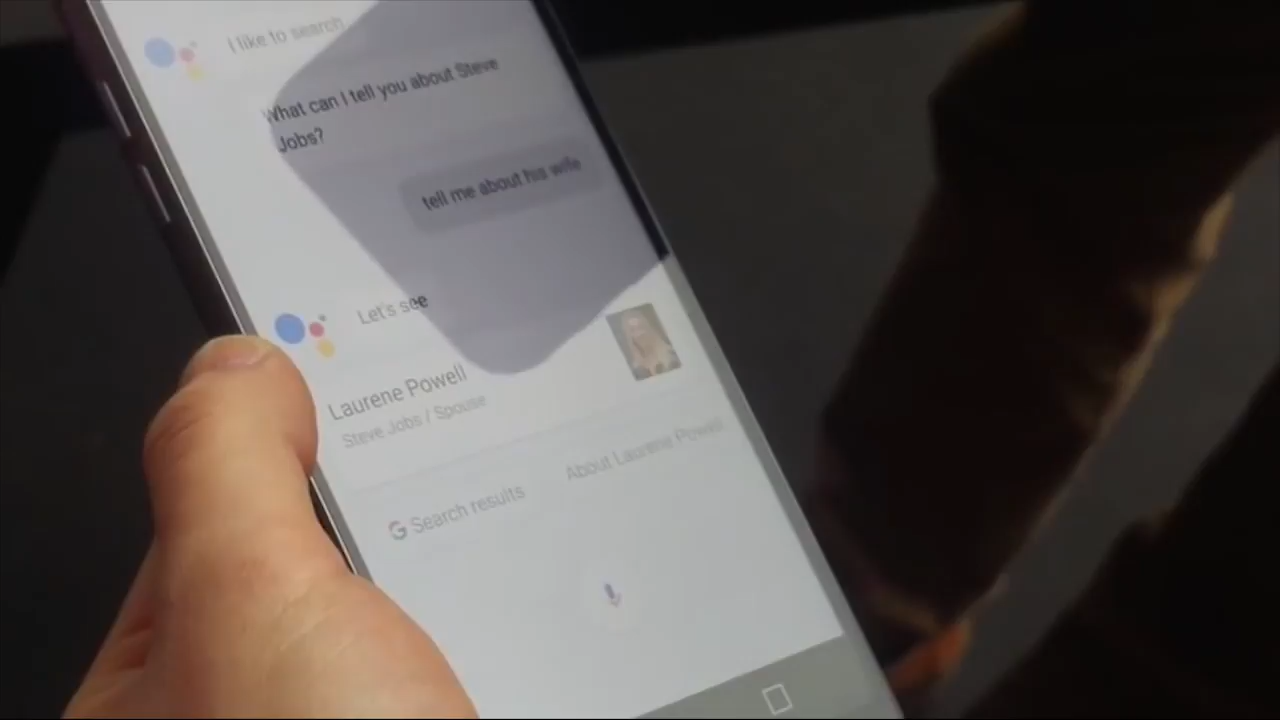 I like to search
What can I tell you about Steve
Jobs?
tell me about his wife
Let's see
Laurene Powell
Steve Jobs / Spouse
About Laurene Powell
G Search results